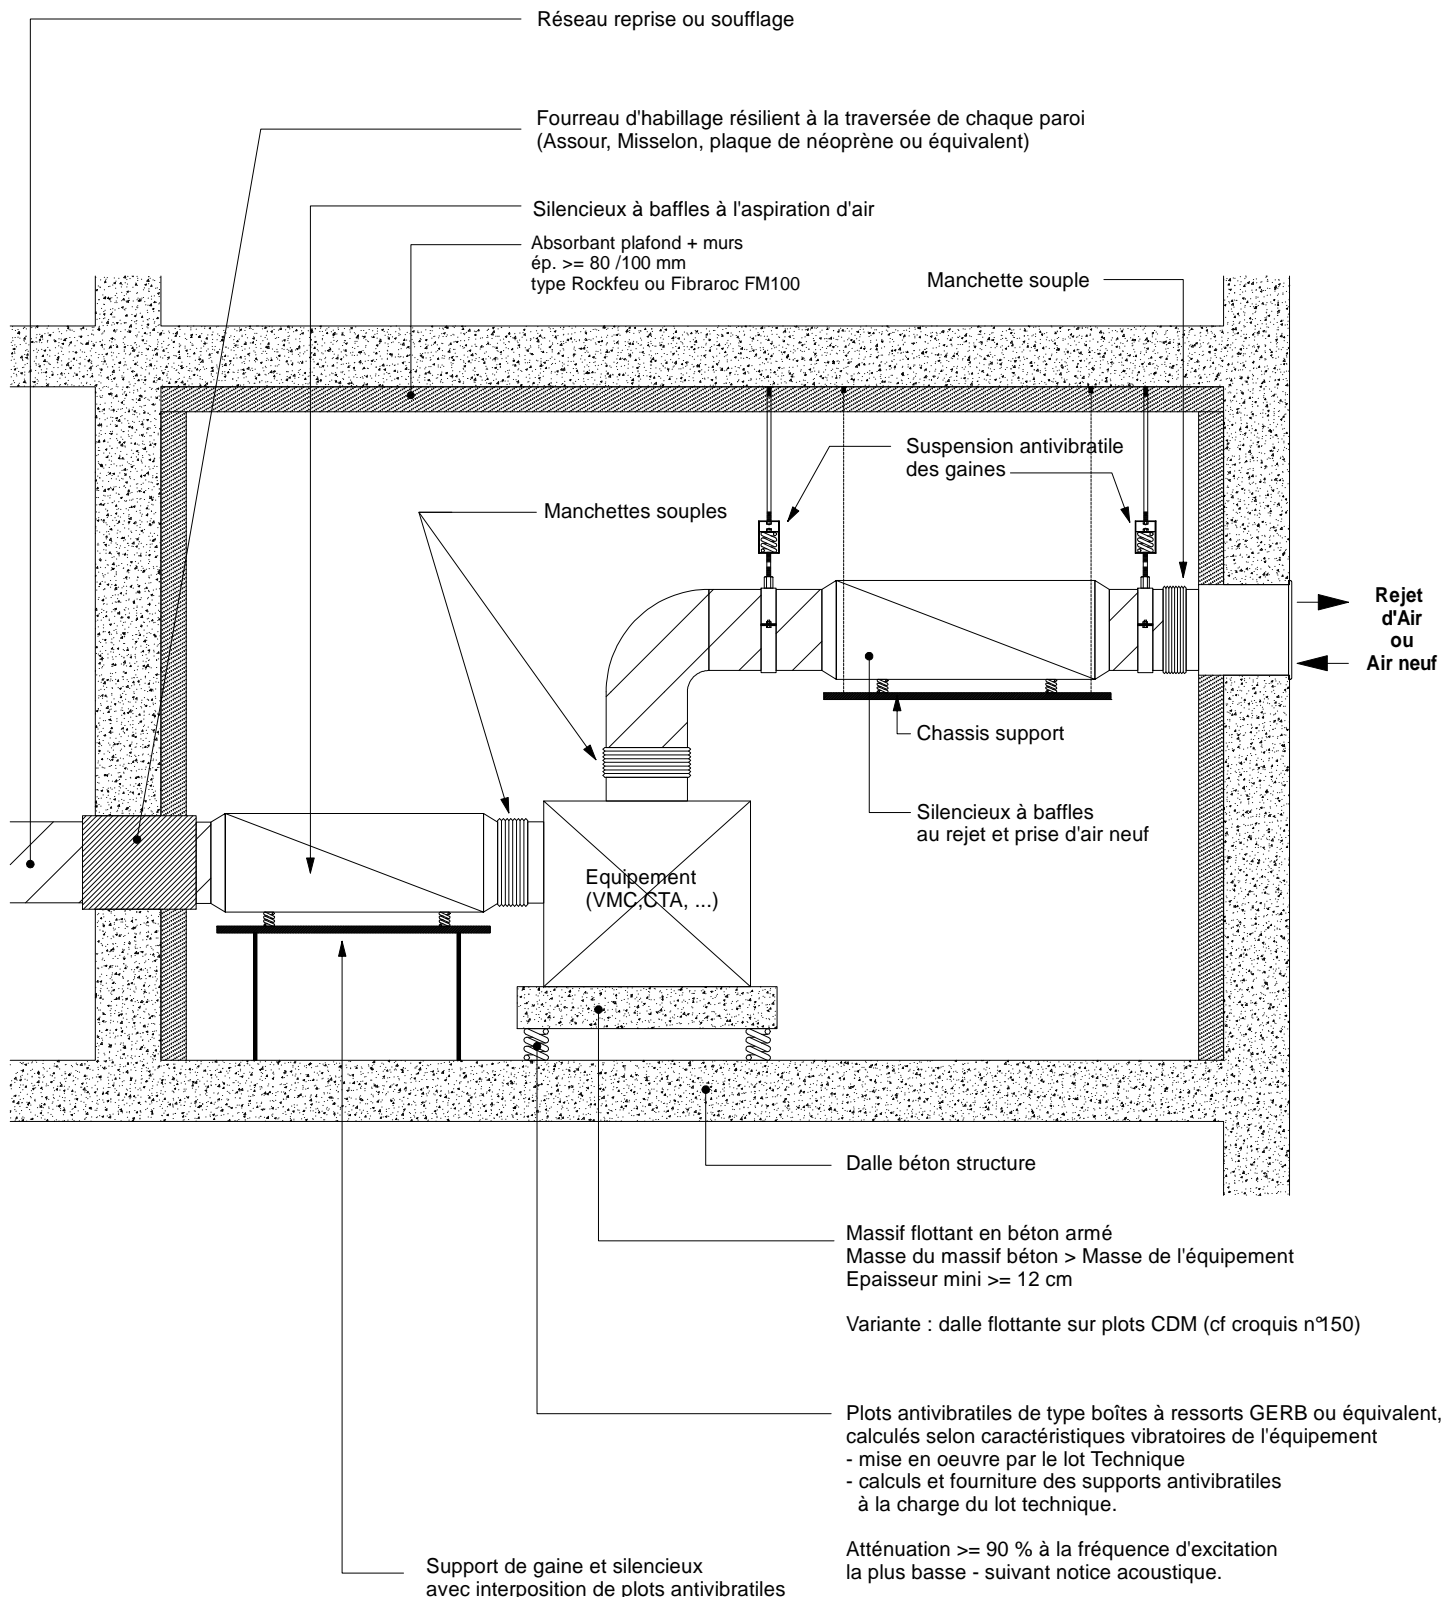 Réseau reprise ou soufflage
Fourreau d'habillage résilient à la traversée de chaque paroi
(Assour, Misselon, plaque de néoprène ou équivalent)
Silencieux à baffles à l'aspiration d'air
Absorbant plafond + murs
ép. >= 80 /100 mm
type Rockfeu ou Fibraroc FM100
Manchette souple
Suspension antivibratile
des gaines
Manchettes souples
Rejet
d'Air
ou
Air neuf
Chassis support
Silencieux à baffles
au rejet et prise d'air neuf
Equipement
(VMC,CTA, ...)
Dalle béton structure
Massif flottant en béton armé
Masse du massif béton > Masse de l'équipement
Epaisseur mini >= 12 cm
Variante : dalle flottante sur plots CDM (cf croquis n°150)
Plots antivibratiles de type boîtes à ressorts GERB ou équivalent,
calculés selon caractéristiques vibratoires de l'équipement
- mise en oeuvre par le lot Technique
- calculs et fourniture des supports antivibratiles
à la charge du lot technique.
Atténuation >= 90 % à la fréquence d'excitation
la plus basse - suivant notice acoustique.
Support de gaine et silencieux
avec interposition de plots antivibratiles